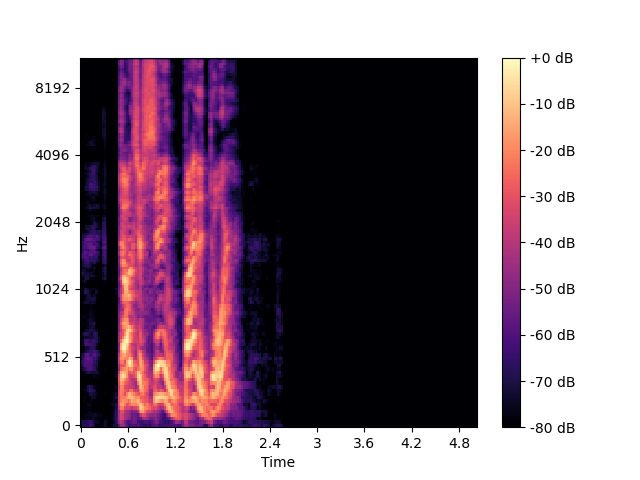 8192
4096
2048
1024
512
0
Hz
0 0.6 1.2 1.8 2.4 3 3.6 4.2 4.8
Time
+0 dB
-10 dB
-20 dB
-30 dB
-40 dB
-50 dB
-60 dB
-70 dB
-80 dB